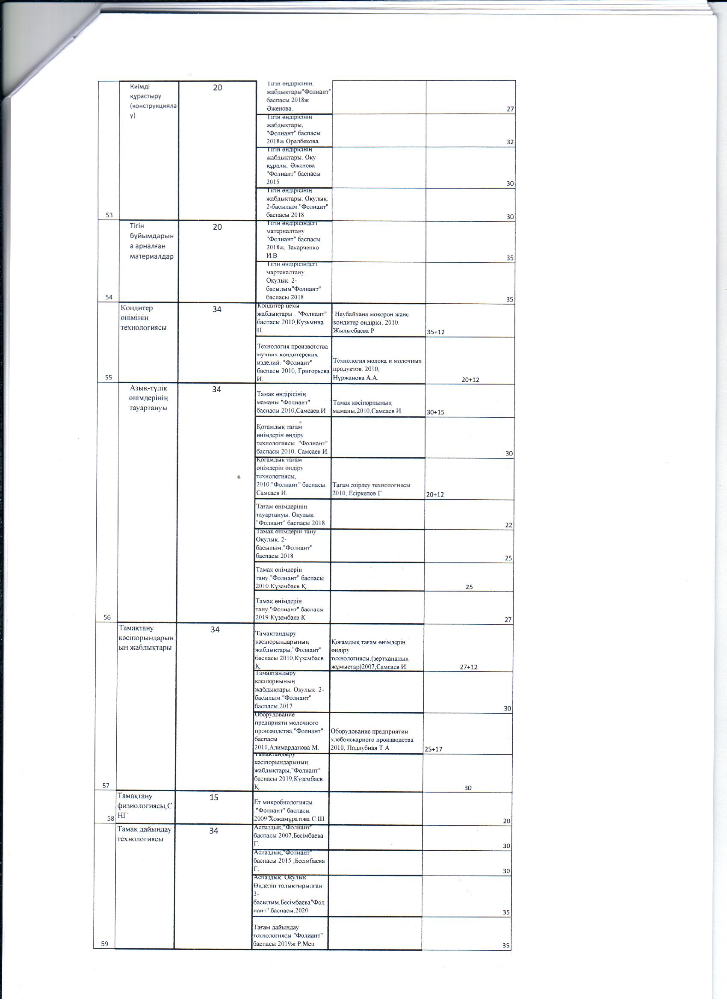 Киімді
құрастыру
(конструкцияла
у)
20
Тігін өндірісінің
жабдықтары"Фолиант"
баспасы 2018ж
Әженова.
27
Тігін өндірісінің
жабдықтары,
"Фолиант" баспасы
2018ж Оралбекова
32
Тігін өндірісінің
жабдықтары. Оқу
құралы. Әженова
"Фолиант" баспасы
2015
30
Тігін өндірісінің
жабдықтары. Оқулық.
2-басылым."Фолиант"
баспасы 2018
30
53
Тігін
бұйымдарын
а арналған
материалдар
20
Тігін өндірісіндегі
материалтану
"Фолиант" баспасы
2018ж, Закарченко
И.В
35
Тігін өндірісіндегі
мартеиалтану.
Оқулық. 2-
басылым"Фолиант"
баспасы 2018
35
54
Кондитер
өнімінің
технологиясы
34
Кондитер цехы
жабдықтары . "Фолиант"
баспасы 2010,Кузьмина
Н.
Наубайхана мокорон және
кондитер өндірісі. 2010.
Жылысбаева Р
35+12
Технология произвотства
мучних кондитерских
изделий. "Фолиант"
баспасы 2010, Григорьева
И.
Технология молока и молочных
продуктов. 2010,
Нуржанова А.А.
20+12
55
Азық-түлік
өнімдерінің
тауартануы
34
Тамақ өндірісінің
маманы."Фолиант"
баспасы 2010,Самсаев.И
Тамақ кәсіпорнының
маманы,2010,Самсаев И.
30+15
Қоғамдық тағам
өнімдерін өндіру
технологиясы. "Фолиант"
баспасы 2010, Самсаев И.
30
Қоғамдық тағам
өнімдерін өндіру
технологиясы,
2010."Фолиант" баспасы.
Самсаев И.
Тағам әзірлеу технологиясы
2010, Есіркепов Г
20+12
Тағам өнімдерінің
тауартануы. Оқулық.
"Фолиант" баспасы.2018
22
Тамақ өнімдерін тану.
Оқулық. 2-
басылым."Фолиант"
баспасы 2018
25
Тамақ өнімдерін
тану."Фолиант" баспасы
2010.Күзембаев Қ.
25
Тамақ өнімдерін
тану,"Фолиант" баспасы
2019 Күзембаев К
27
56
Тамақтану
кәсіпорындарын
ың жабдықтары
34
Тамақтандыру
кәсіпорындарының
жабдықтары,"Фолиант"
баспасы 2010,Күзембаев
Қ.
Қоғамдық тағам өнімдерін
өндіру
технологиясы.(зертханалық
жұмыстар)2007,Самсаев И.
27+12
Тамақтандыру
кәсіпорнының
жабдықтары. Оқулық. 2-
басылым."Фолиант"
баспасы.2017
30
Оборудование
предприяти молочного
производства,"Фолиант"
баспасы
2010,Алимарданова М.
Оборудование предприятии
хлебопекарного производства
2010, Подлубная Т.А.
25+17
Тамақтандыру
кәсіпорындарының
жабдықтары,"Фолиант"
баспасы 2019,Күзембаев
Қ.
30
57
Тамақтану
физиологиясы,С
НГ
15
Ет микробиологиясы
."Фолиант" баспасы
2009.Хожамұратова С.Ш.
20
58
Тамақ дайындау
технологиясы
34
Аспаздық,"Фолиант"
баспасы 2007,Бесімбаева
Г.
30
Аспаздық,"Фолиант"
баспасы 2015 ,Бесімбаева
Г.
30
Аспаздық. Оқулық.
Өңделіп толықтырылған.
3-
басылым.Бесімбаева"Фол
иант" баспасы.2020
35
Тағам дайындау
технологиясы "Фолиант"
баспасы 2019ж Р.Мец
35
59